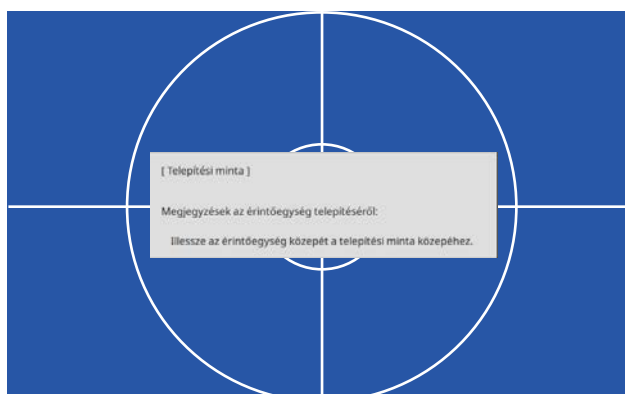 [ Telepítési minta ]
Megjegyzések az érintőegység telepítéséről:
Illessze az érintőegység közepét a telepítési minta közepéhez.